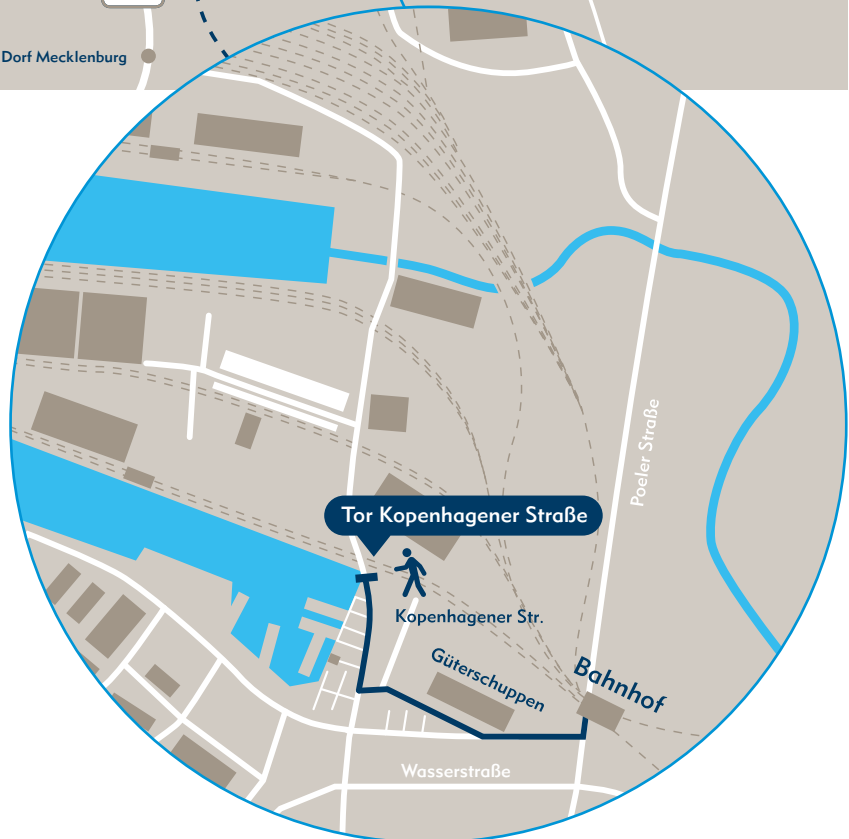 Dorf Mecklenburg
Poeler Straße
Tor Kopenhagener Straße
Kopenhagener Str.
Güterschuppen
Bahnhof
Wasserstraße